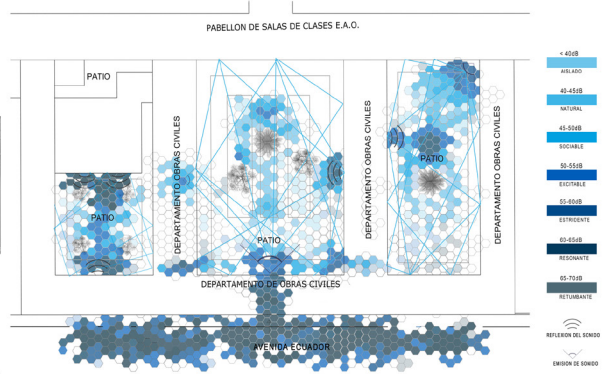 PABELLON DE SALAS DE CLASES E.A.O.
PATIO
DEPARTAMENTO OBRAS CIVILES
DEPARTAMENTO OBRAS CIVILES
DEPARTAMENTO OBRAS CIVILES
PATIO
PATIO
PATIO
DEPARTAMENTO DE OBRAS CIVILES
AVENIDA ECUADOR
< 40dB
AISLADO
40-45dB
NATURAL
45-50dB
SOCIABLE
50-55dB
EXCITABLE
55-60dB
ESTRIDENTE
60-65dB
RESONANTE
65-70dB
RETUMBANTE
REFLEXION DEL SONIDO
EMISION DE SONIDO